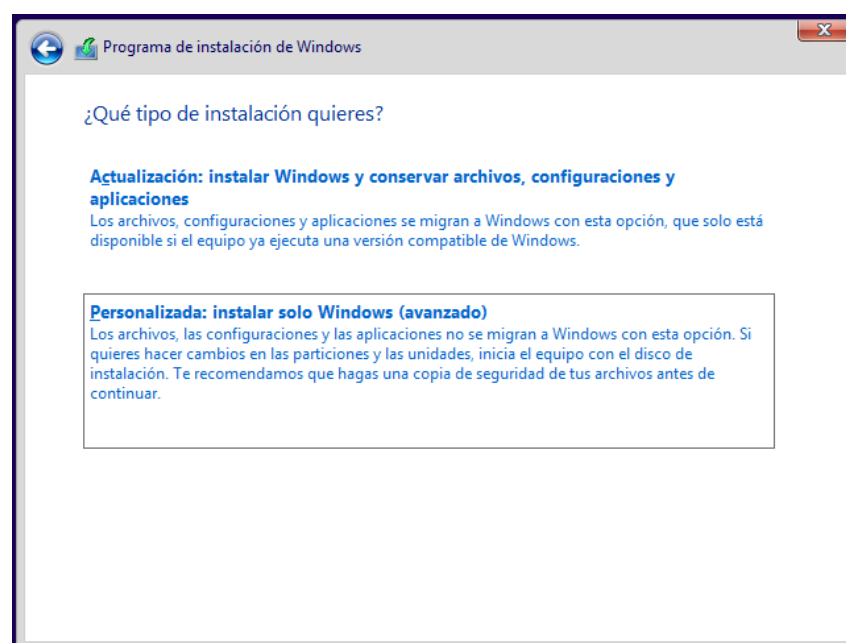 Programa de instalación de Windows
¿Qué tipo de instalación quieres?
Actualización: instalar Windows y conservar archivos, configuraciones y
aplicaciones
Los archivos, configuraciones y aplicaciones se migran a Windows con esta opción, que solo está
disponible si el equipo ya ejecuta una versión compatible de Windows.
Personalizada: instalar solo Windows (avanzado)
Los archivos, las configuraciones y las aplicaciones no se migran a Windows con esta opción. Si
quieres hacer cambios en las particiones y las unidades, inicia el equipo con el disco de
instalación. Te recomendamos que hagas una copia de seguridad de tus archivos antes de
continuar.